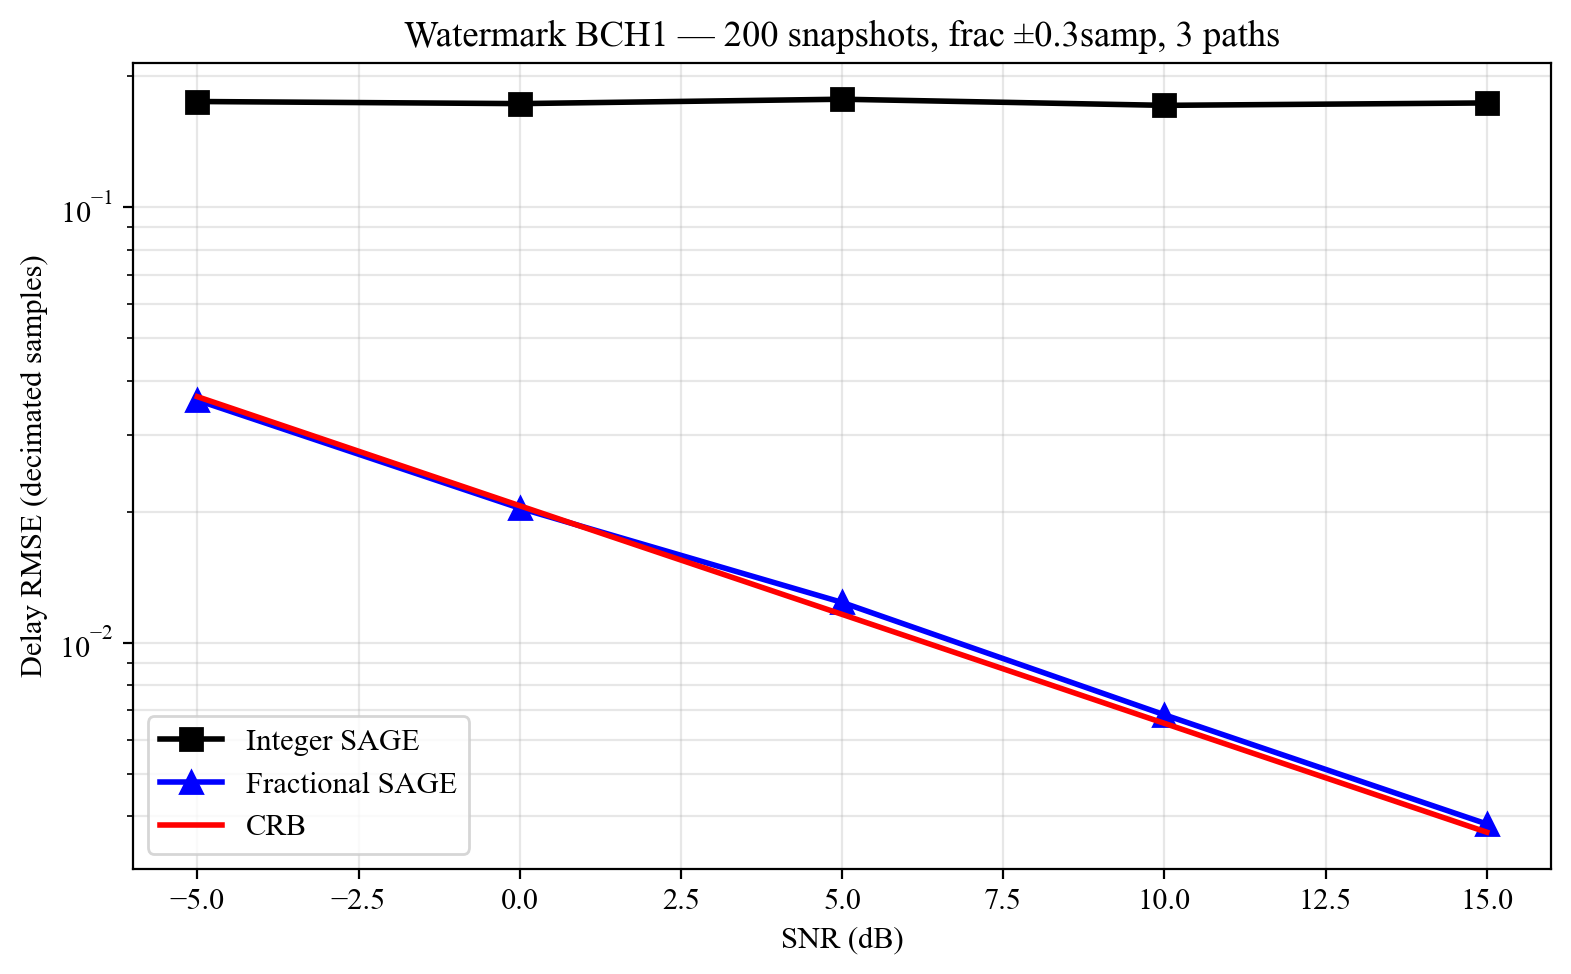 Watermark BCH1 — 200 snapshots, frac ±0.3samp, 3 paths
Delay RMSE (decimated samples)
10⁻¹
10⁻²
Integer SAGE
Fractional SAGE
CRB
−5.0 −2.5 0.0 2.5 5.0 7.5 10.0 12.5 15.0
SNR (dB)